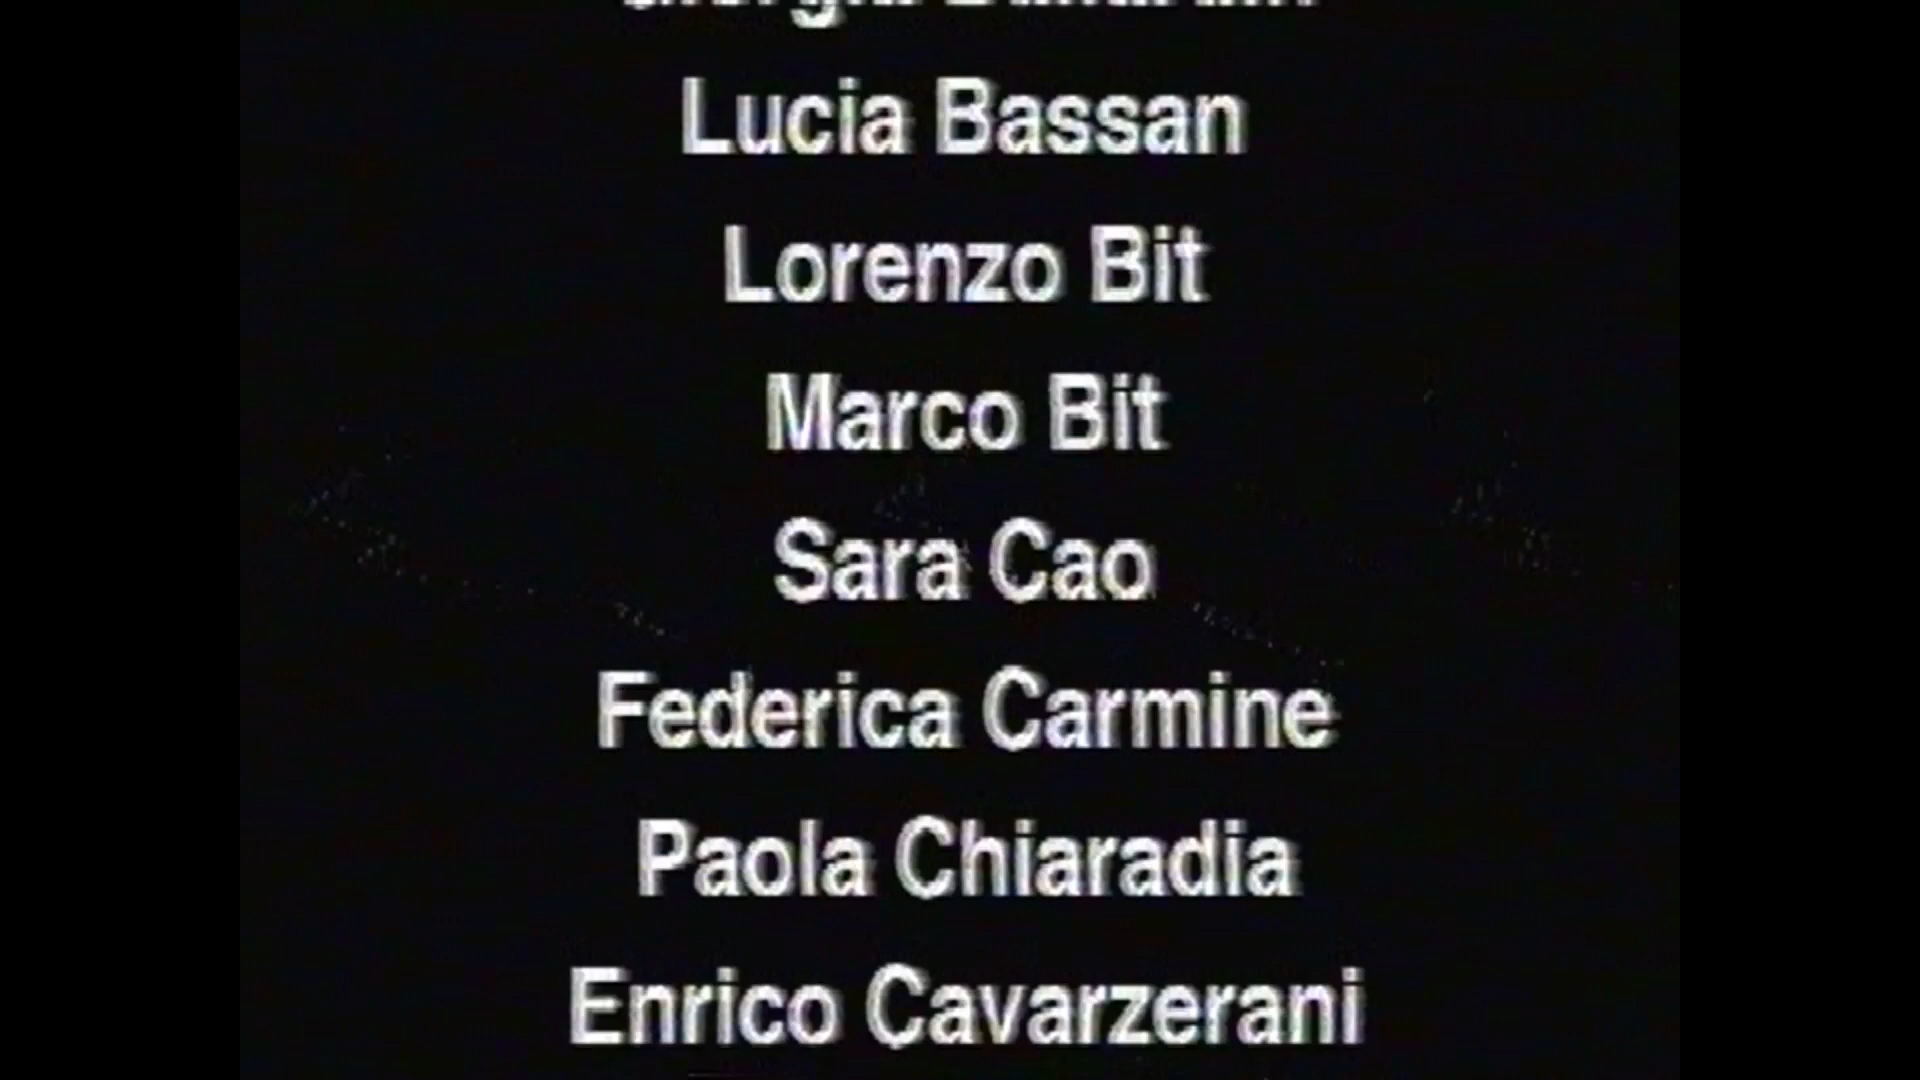 Lucia Bassan
Lorenzo Bit
Marco Bit
Sara Cao
Federica Carmine
Paola Chiaradia
Enrico Cavarzerani